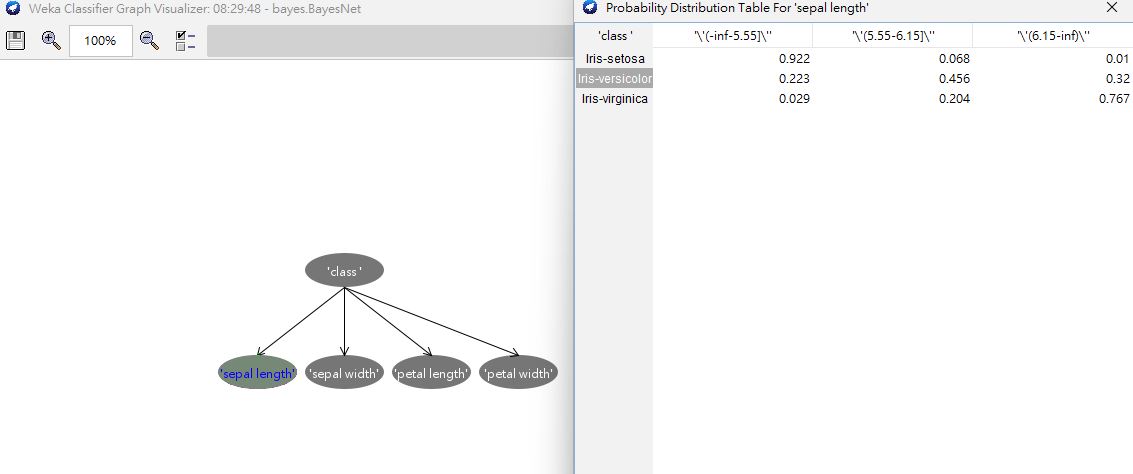 Weka Classifier Graph Visualizer: 08:29:48 - bayes.BayesNet
100%
'class '
'sepal length' 'sepal width' 'petal length' 'petal width'
Probability Distribution Table For 'sepal length'
'class ' '\'(-inf-5.55]\'' '\'(5.55-6.15]\'' '\'(6.15-inf)\''
Iris-setosa 0.922 0.068 0.01
Iris-versicolor 0.223 0.456 0.32
Iris-virginica 0.029 0.204 0.767